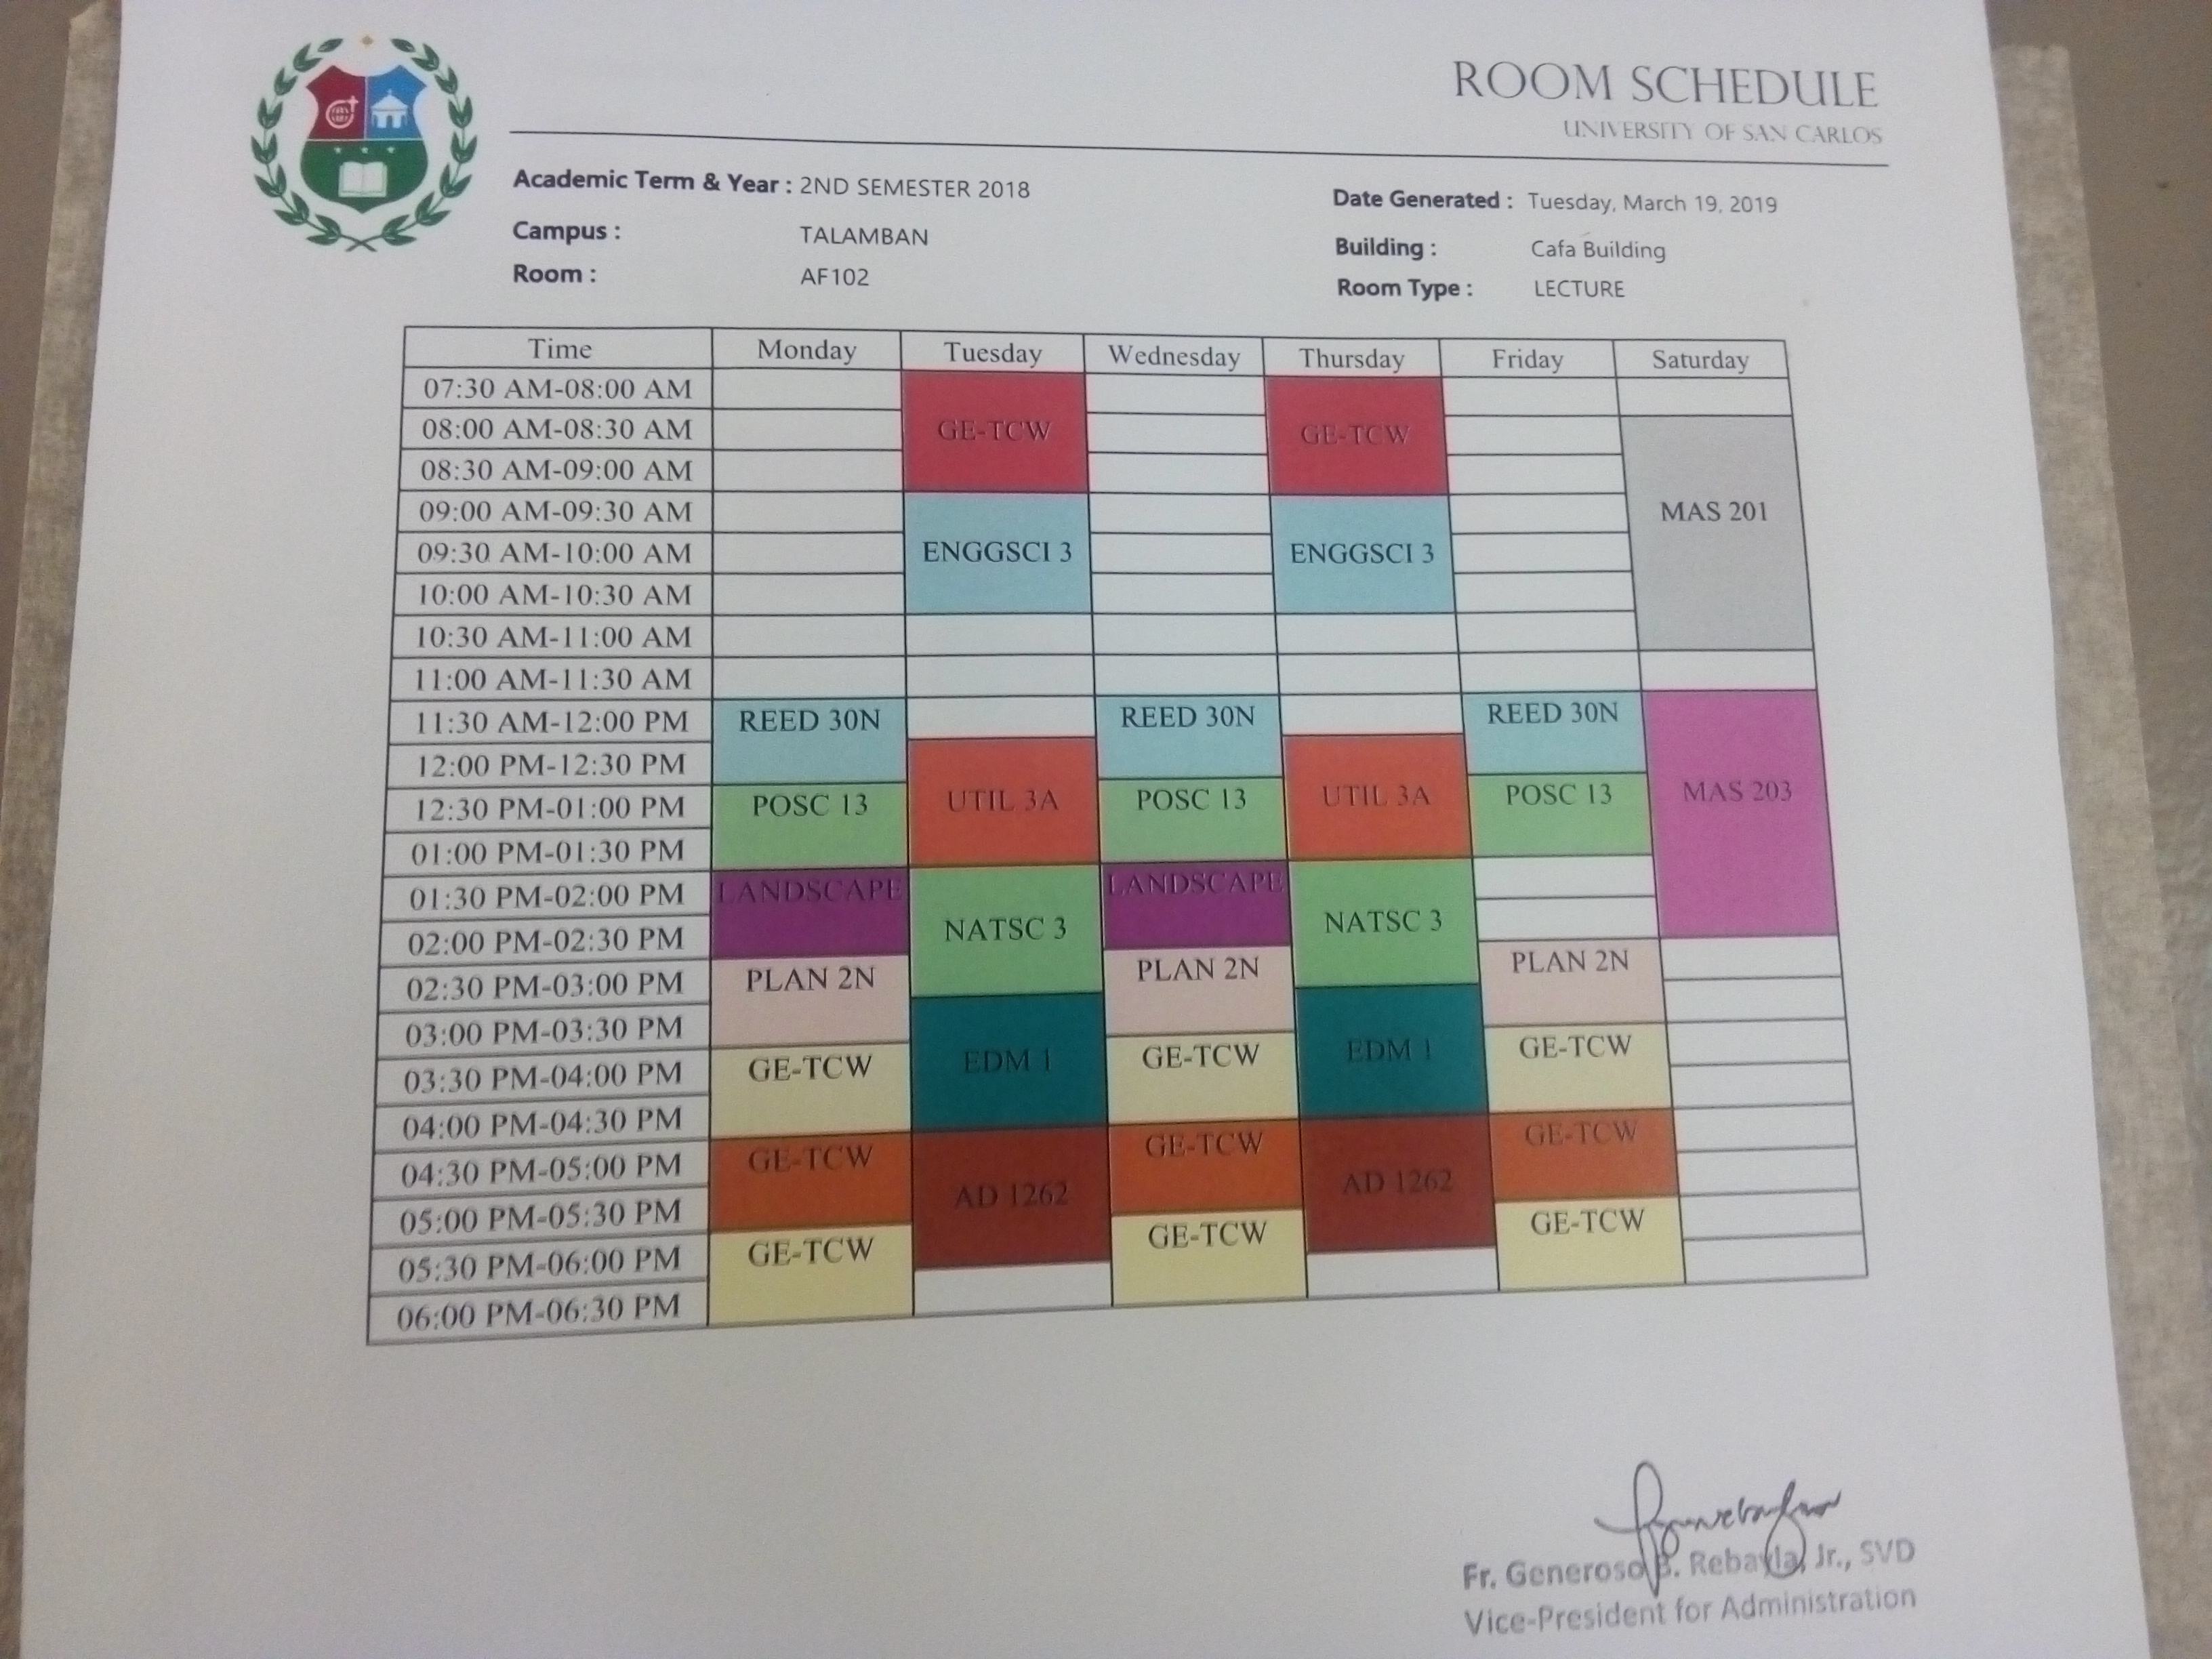 ROOM SCHEDULE
UNIVERSITY OF SAN CARLOS
Academic Term & Year : 2ND SEMESTER 2018
Date Generated : Tuesday, March 19, 2019
Campus : TALAMBAN
Building : Cafa Building
Room : AF102
Room Type : LECTURE
Time Monday Tuesday Wednesday Thursday Friday Saturday
07:30 AM-08:00 AM
08:00 AM-08:30 AM GE-TCW GE-TCW
08:30 AM-09:00 AM
09:00 AM-09:30 AM MAS 201
09:30 AM-10:00 AM ENGGSCI 3 ENGGSCI 3
10:00 AM-10:30 AM
10:30 AM-11:00 AM
11:00 AM-11:30 AM
11:30 AM-12:00 PM REED 30N REED 30N REED 30N
12:00 PM-12:30 PM
12:30 PM-01:00 PM POSC 13 UTIL 3A POSC 13 UTIL 3A POSC 13 MAS 203
01:00 PM-01:30 PM
01:30 PM-02:00 PM LANDSCAPE LANDSCAPE
02:00 PM-02:30 PM NATSC 3 NATSC 3
02:30 PM-03:00 PM PLAN 2N PLAN 2N PLAN 2N
03:00 PM-03:30 PM
03:30 PM-04:00 PM GE-TCW EDM 1 GE-TCW EDM 1 GE-TCW
04:00 PM-04:30 PM
04:30 PM-05:00 PM GE-TCW GE-TCW GE-TCW
05:00 PM-05:30 PM AD 1262 AD 1262
05:30 PM-06:00 PM GE-TCW GE-TCW GE-TCW
06:00 PM-06:30 PM
Fr. Generoso B. Rebayla, Jr., SVD
Vice-President for Administration